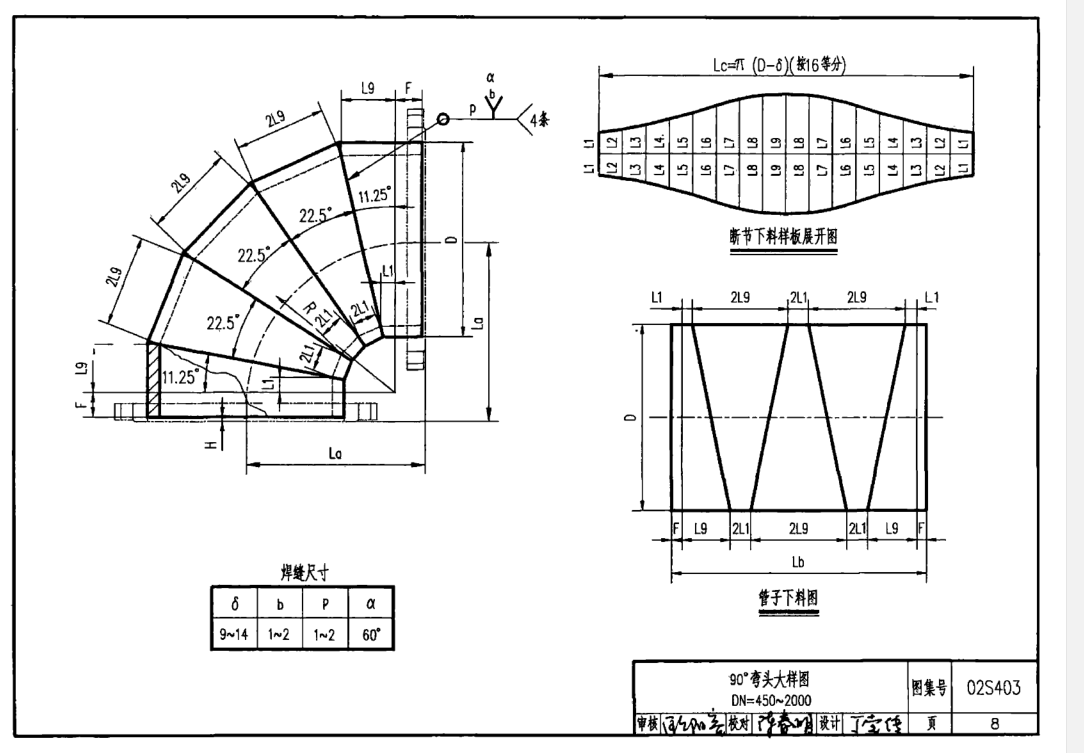 L9
F
2L9
2L9
2L9
α
b
P
4条
11.25°
22.5°
22.5°
22.5°
11.25°
D
L1
La
R
2L1
2L1
2L1
L1
L9
F
H
La
Lc=π (D-δ)(按16等分)
L1 L2 L3 L4. L5 L6 L7 L8 L9 L8 L7 L6 L5 L4 L3 L2 L1
L1 L2 L3 L4 L5 L6 L7 L8 L9 L8 L7 L6 L5 L4 L3 L2 L1
断节下料样板展开图
L1 2L9 2L1 2L9 L1
D
F L9 2L1 2L9 2L1 L9 F
Lb
管子下料图
焊缝尺寸
δ b P α
9~14 1~2 1~2 60°
90°弯头大样图
DN=450~2000
图集号 02S403
审核 校对 设计 页 8